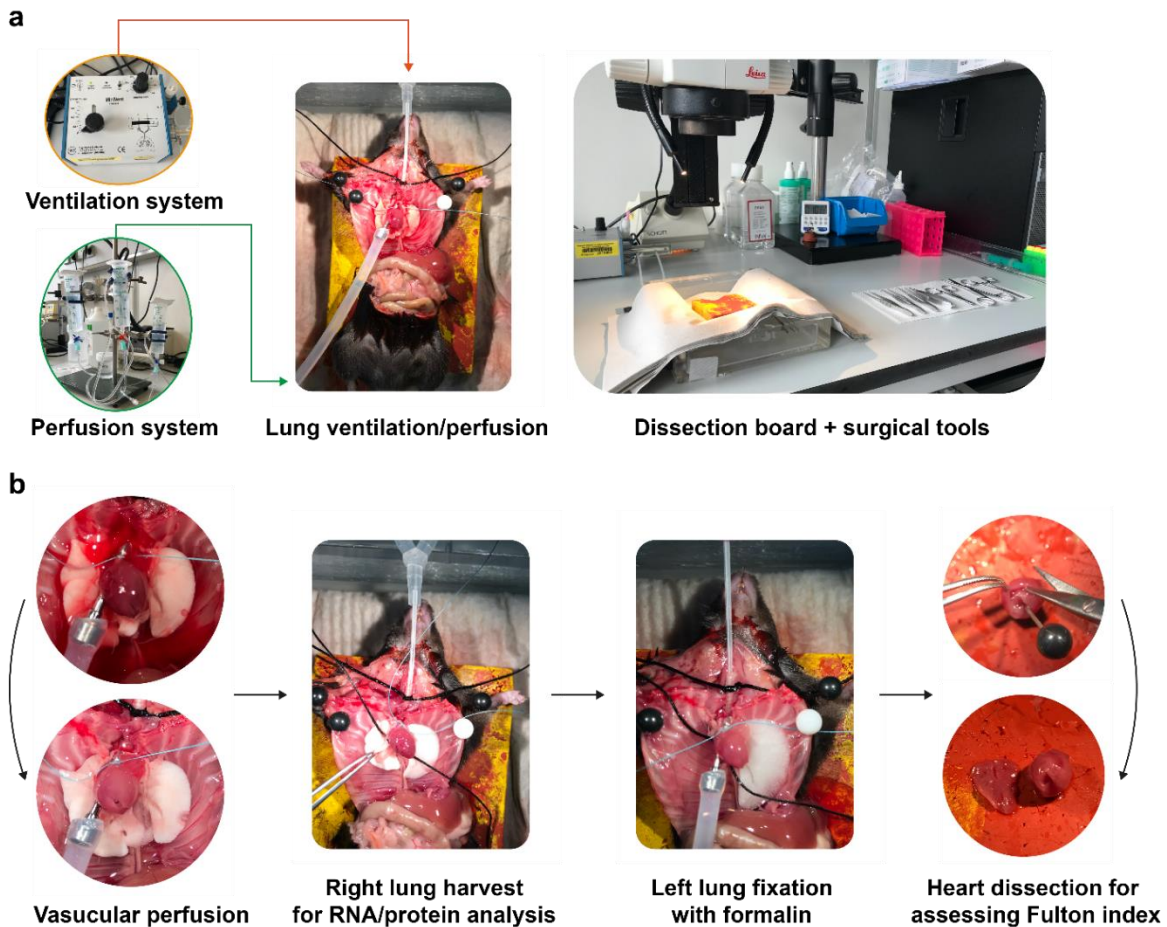 a
Leica
Ventilation system
Perfusion system
Lung ventilation/perfusion
Dissection board + surgical tools
b
Vasucular perfusion
Right lung harvest
for RNA/protein analysis
Left lung fixation
with formalin
Heart dissection for
assessing Fulton index